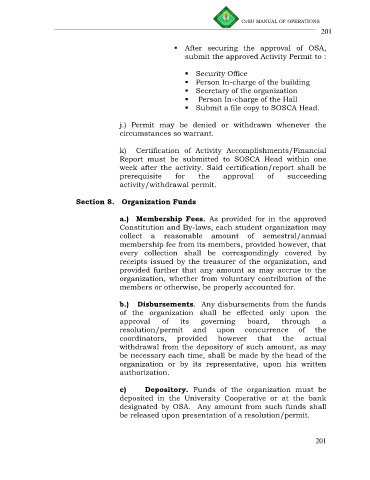 CvSU MANUAL OF OPERATIONS
201
▪ After securing the approval of OSA,
submit the approved Activity Permit to :
▪ Security Office
▪ Person In-charge of the building
▪ Secretary of the organization
▪ Person In-charge of the Hall
▪ Submit a file copy to SOSCA Head.
j.) Permit may be denied or withdrawn whenever the
circumstances so warrant.
k) Certification of Activity Accomplishments/Financial
Report must be submitted to SOSCA Head within one
week after the activity. Said certification/report shall be
prerequisite for the approval of succeeding
activity/withdrawal permit.
Section 8. Organization Funds
a.) Membership Fees. As provided for in the approved
Constitution and By-laws, each student organization may
collect a reasonable amount of semestral/annual
membership fee from its members, provided however, that
every collection shall be correspondingly covered by
receipts issued by the treasurer of the organization, and
provided further that any amount as may accrue to the
organization, whether from voluntary contribution of the
members or otherwise, be properly accounted for.
b.) Disbursements. Any disbursements from the funds
of the organization shall be effected only upon the
approval of its governing board, through a
resolution/permit and upon concurrence of the
coordinators, provided however that the actual
withdrawal from the depository of such amount, as may
be necessary each time, shall be made by the head of the
organization or by its representative, upon his written
authorization.
c) Depository. Funds of the organization must be
deposited in the University Cooperative or at the bank
designated by OSA. Any amount from such funds shall
be released upon presentation of a resolution/permit.
201